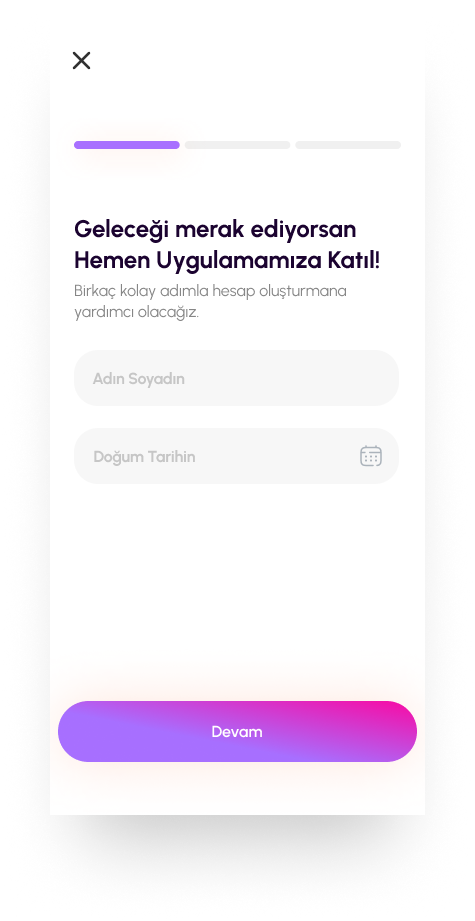 Geleceği merak ediyorsan
Hemen Uygulamamıza Katıl!
Birkaç kolay adımla hesap oluşturmana
yardımcı olacağız.
Adın Soyadın
Doğum Tarihin
Devam